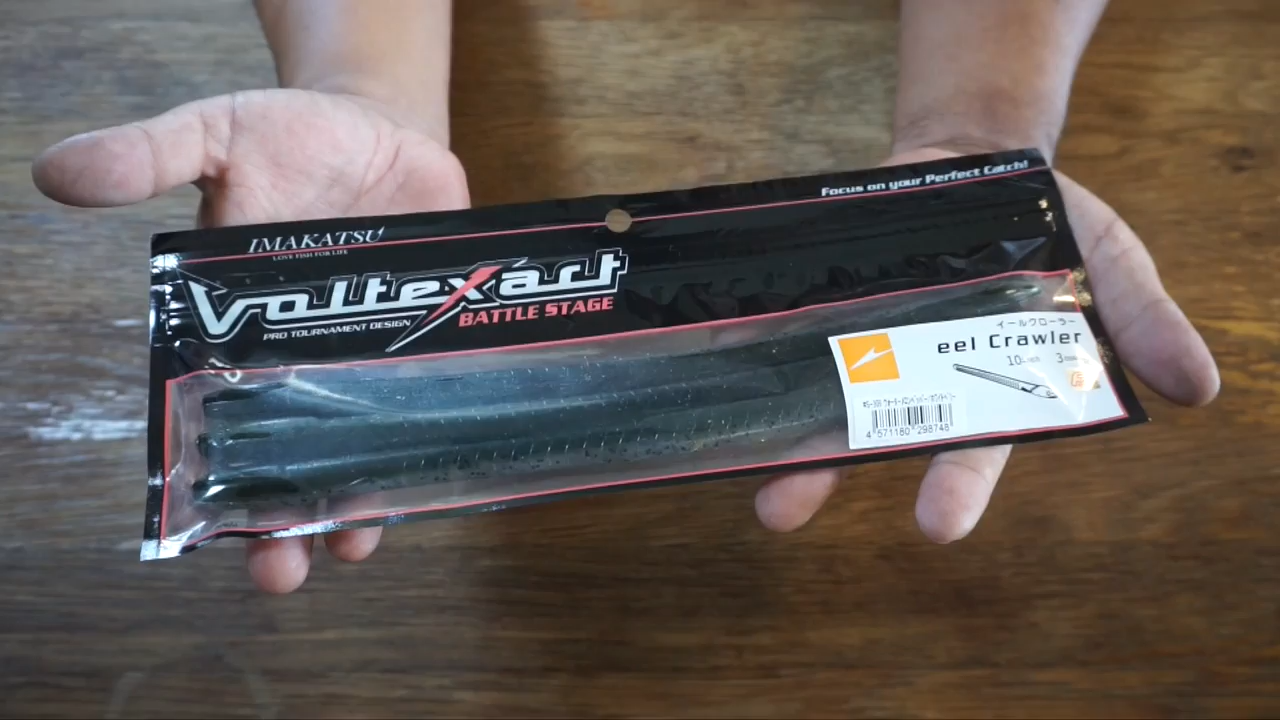 Focus on your Perfect Catch!
IMAKATSU
LOVE FISH FOR LIFE
Voltexact
PRO TOURNAMENT DESIGN
BATTLE STAGE
イールクローラー
eel Crawler
10 3
4 571180 298748